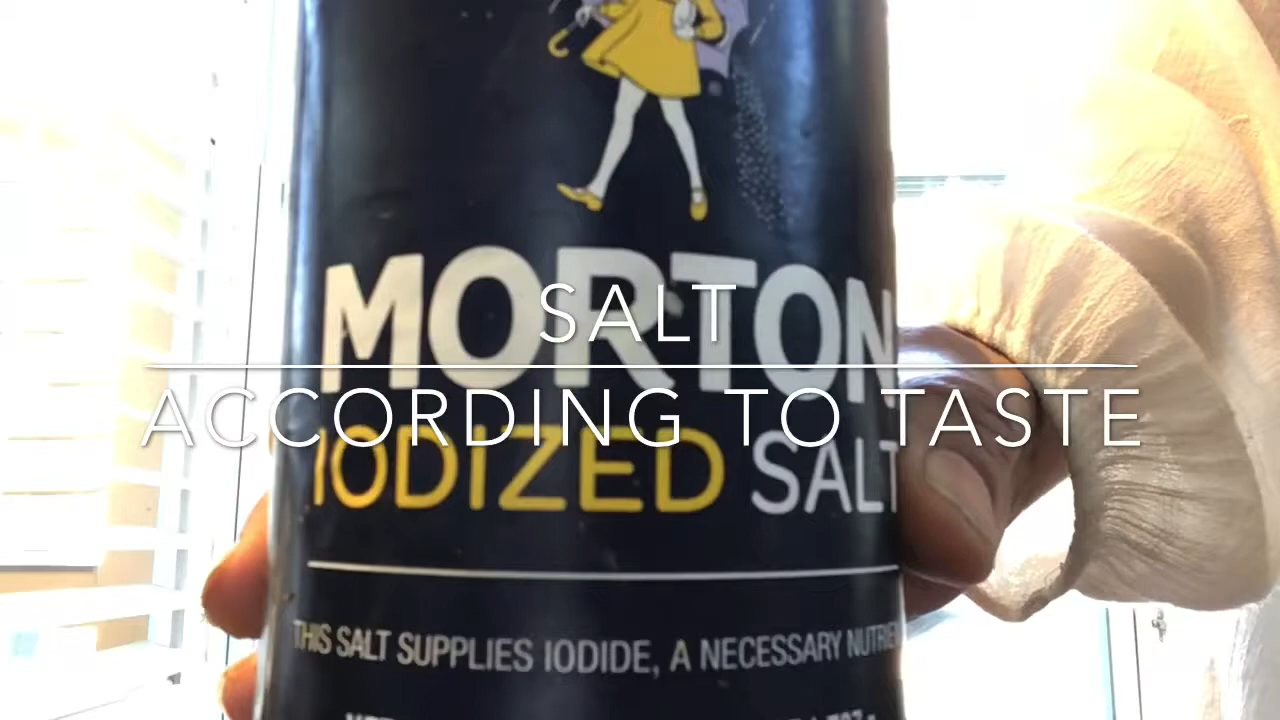 MORTON
SALT
ACCORDING TO TASTE
IODIZED SALT
THIS SALT SUPPLIES IODIDE, A NECESSARY